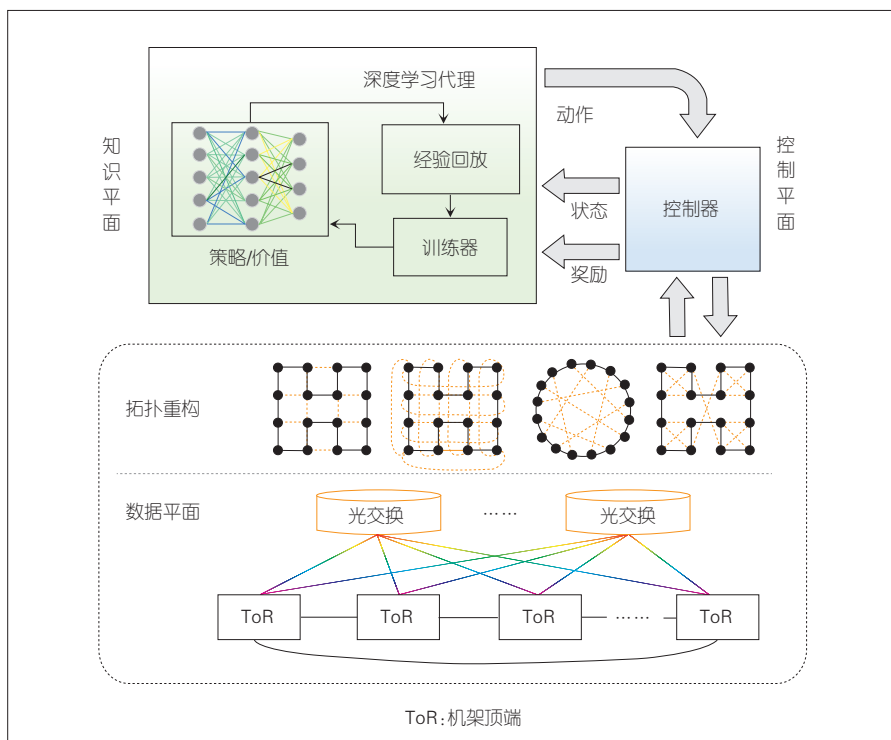 深度学习代理
动作
知识平面
经验回放
控制平面
控制器
状态
策略/价值
训练器
奖励
拓扑重构
数据平面
光交换
……
光交换
ToR
ToR
ToR
……
ToR
ToR:机架顶端